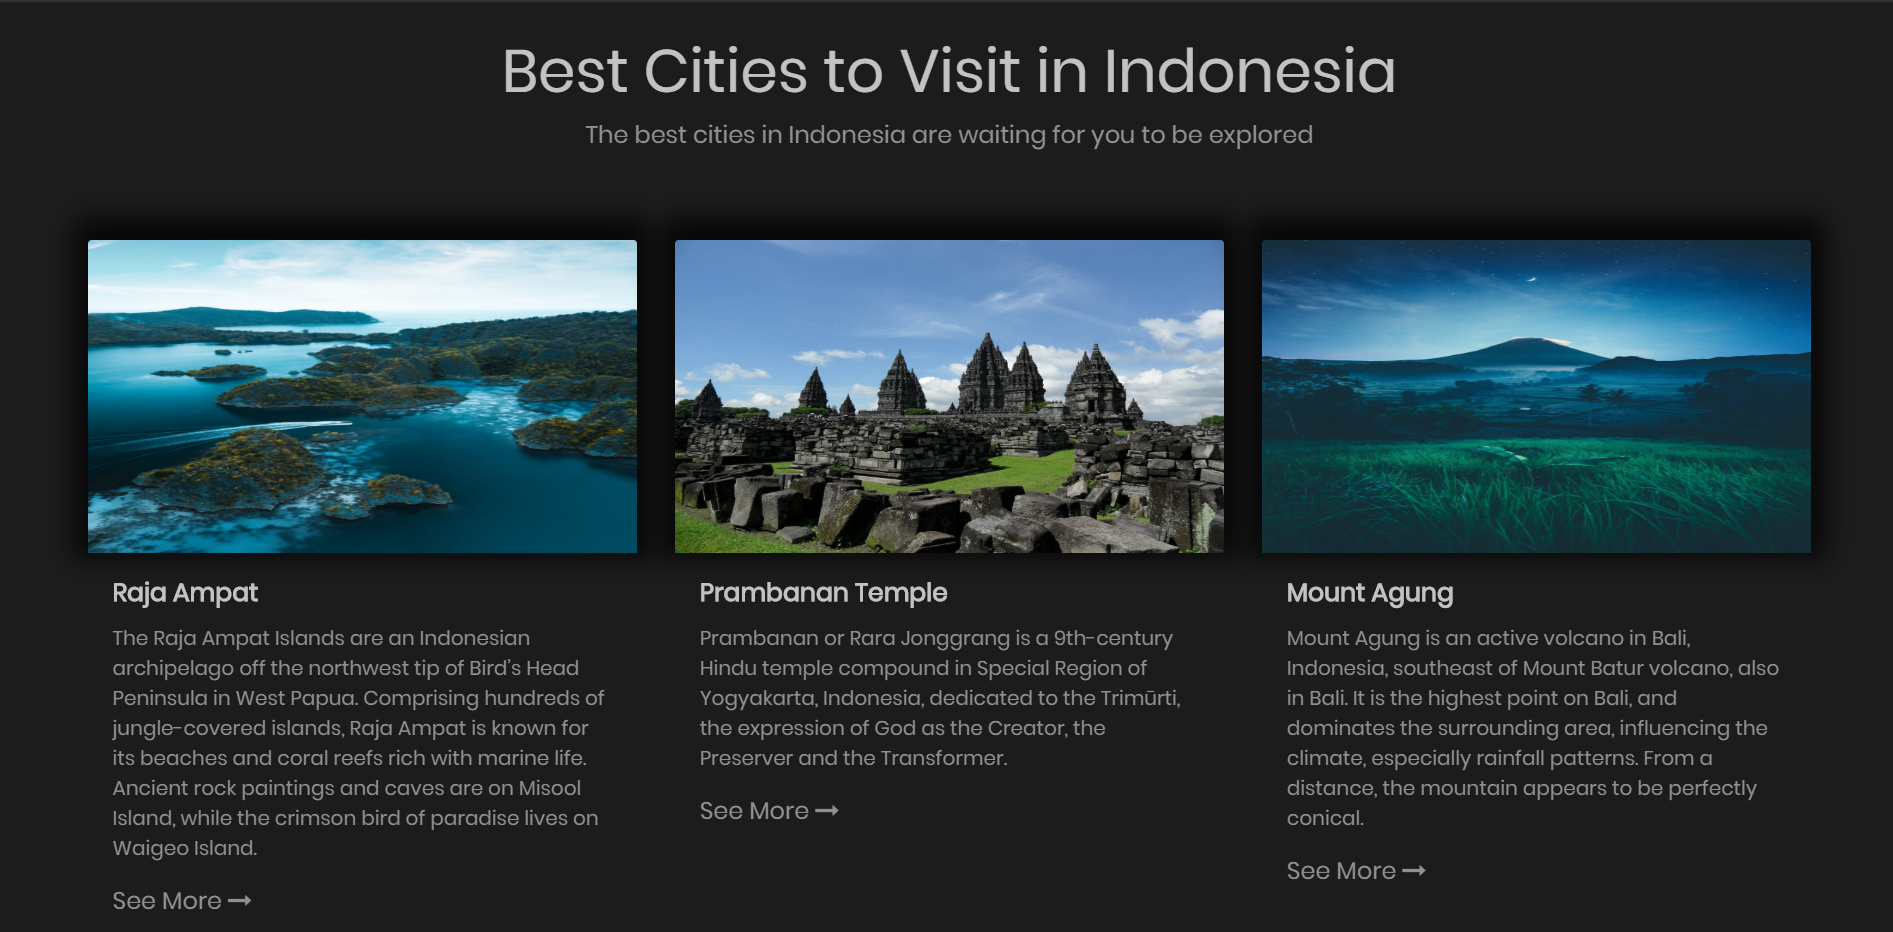 Best Cities to Visit in Indonesia
The best cities in Indonesia are waiting for you to be explored
Raja Ampat
The Raja Ampat Islands are an Indonesian
archipelago off the northwest tip of Bird's Head
Peninsula in West Papua. Comprising hundreds of
jungle-covered islands, Raja Ampat is known for
its beaches and coral reefs rich with marine life.
Ancient rock paintings and caves are on Misool
Island, while the crimson bird of paradise lives on
Waigeo Island.
See More →
Prambanan Temple
Prambanan or Rara Jonggrang is a 9th-century
Hindu temple compound in Special Region of
Yogyakarta, Indonesia, dedicated to the Trimūrti,
the expression of God as the Creator, the
Preserver and the Transformer.
See More →
Mount Agung
Mount Agung is an active volcano in Bali,
Indonesia, southeast of Mount Batur volcano, also
in Bali. It is the highest point on Bali, and
dominates the surrounding area, influencing the
climate, especially rainfall patterns. From a
distance, the mountain appears to be perfectly
conical.
See More →